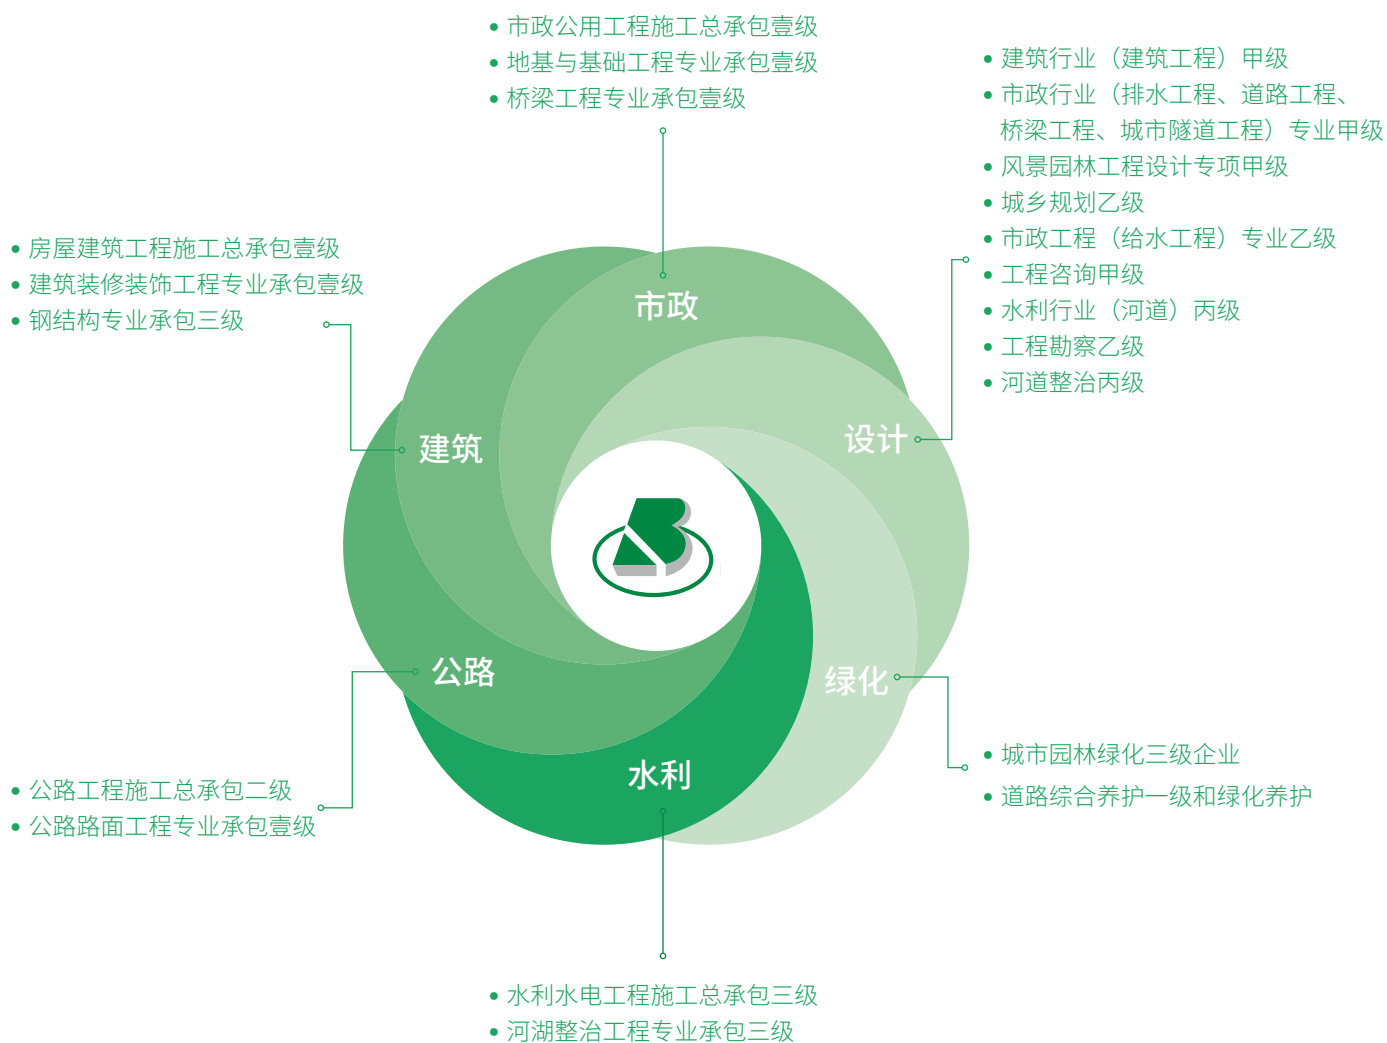 市政公用工程施工总承包壹级
地基与基础工程专业承包壹级
桥梁工程专业承包壹级
建筑行业（建筑工程）甲级
市政行业（排水工程、道路工程、
桥梁工程、城市隧道工程）专业甲级
风景园林工程设计专项甲级
城乡规划乙级
市政工程（给水工程）专业乙级
工程咨询甲级
水利行业（河道）丙级
工程勘察乙级
河道整治丙级
房屋建筑工程施工总承包壹级
建筑装修装饰工程专业承包壹级
钢结构专业承包三级
市政
设计
建筑
公路
绿化
水利
城市园林绿化三级企业
道路综合养护一级和绿化养护
公路工程施工总承包二级
公路路面工程专业承包壹级
水利水电工程施工总承包三级
河湖整治工程专业承包三级